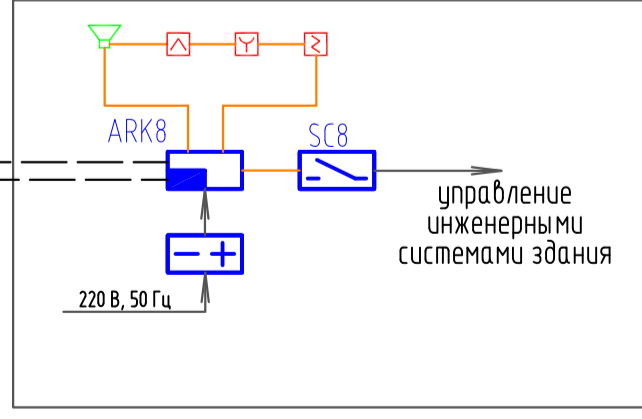 ARK8
SC8
управление
инженерными
системами здания
220 В, 50 Гц